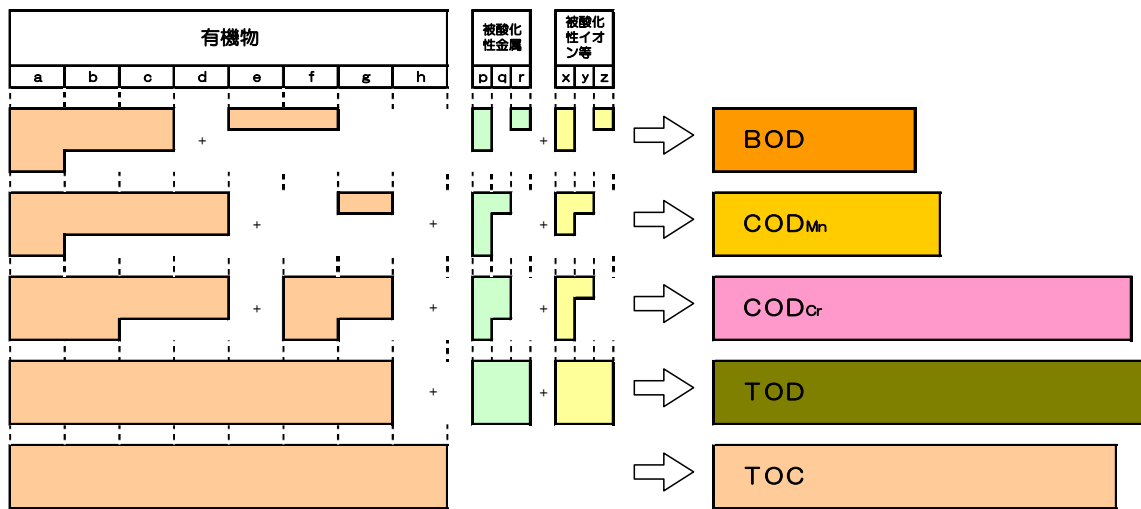 有機物
被酸化
性金属
被酸化
性イオ
ン等
a b c d e f g h p q r x y z
+ + BOD
+ + + CODMn
+ + + CODCr
+ + TOD
TOC